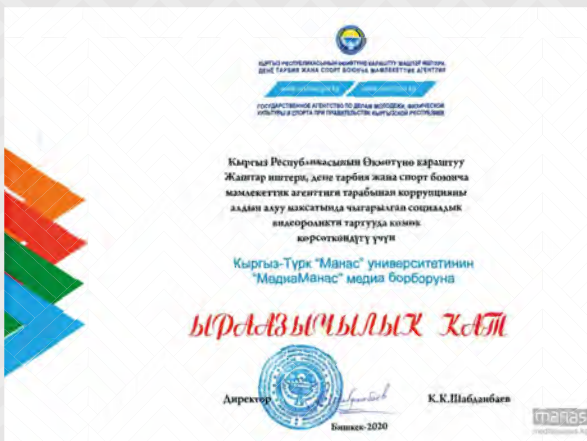 КЫРГЫЗ РЕСПУБЛИКАСЫНЫН ӨКМӨТҮНӨ КАРАШТУУ ЖАШТАР ИШТЕРИ,
ДЕНЕ ТАРБИЯ ЖАНА СПОРТ БОЮНЧА МАМЛЕКЕТТИК АГЕНТТИГИ
ГОСУДАРСТВЕННОЕ АГЕНТСТВО ПО ДЕЛАМ МОЛОДЕЖИ, ФИЗИЧЕСКОЙ
КУЛЬТУРЫ И СПОРТА ПРИ ПРАВИТЕЛЬСТВЕ КЫРГЫЗСКОЙ РЕСПУБЛИКИ
Кыргыз Республикасынын Өкмөтүнө караштуу
Жаштар иштери, дене тарбия жана спорт боюнча
мамлекеттик агенттиги тарабынан коррупцияны
алдын алуу максатында чыгарылган социалдык
видеороликти тартууда көмөк
көрсөткөндүгү үчүн
Кыргыз-Түрк "Манас" университетинин
"МедиаМанас" медиа борборуна
ЫРААЗЫЧЫЛЫК КАТ
Директор
К.К.Шабданбаев
Бишкек-2020
manas